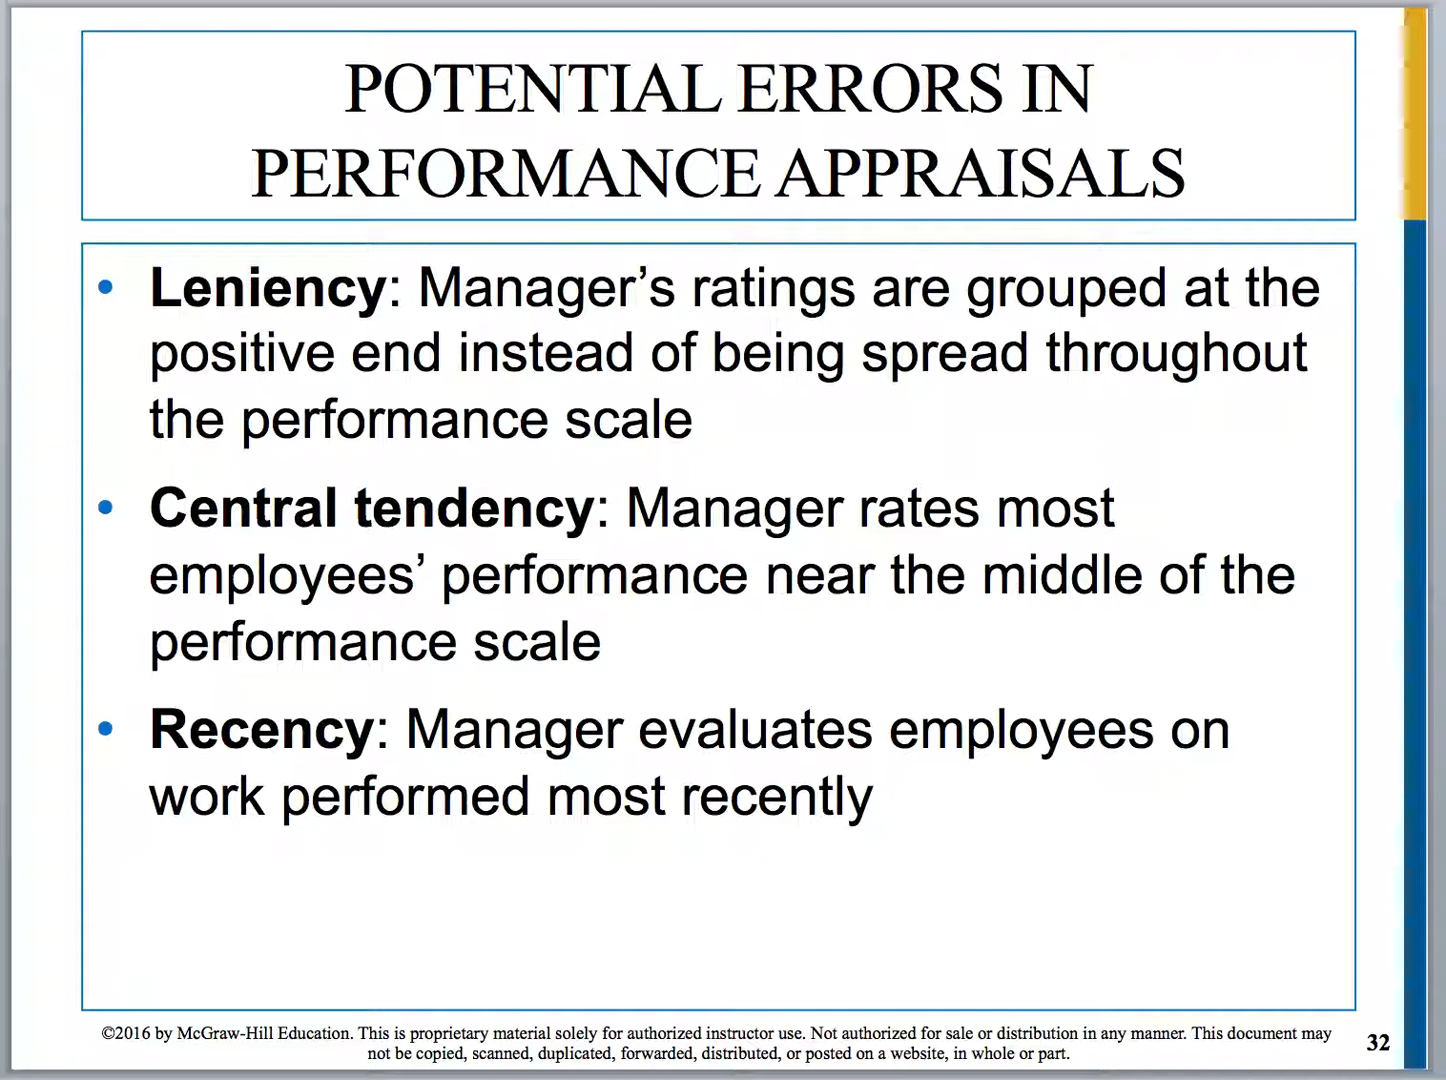 POTENTIAL ERRORS IN
PERFORMANCE APPRAISALS
• Leniency: Manager’s ratings are grouped at the
positive end instead of being spread throughout
the performance scale
• Central tendency: Manager rates most
employees’ performance near the middle of the
performance scale
• Recency: Manager evaluates employees on
work performed most recently
©2016 by McGraw-Hill Education. This is proprietary material solely for authorized instructor use. Not authorized for sale or distribution in any manner. This document may
not be copied, scanned, duplicated, forwarded, distributed, or posted on a website, in whole or part.
32